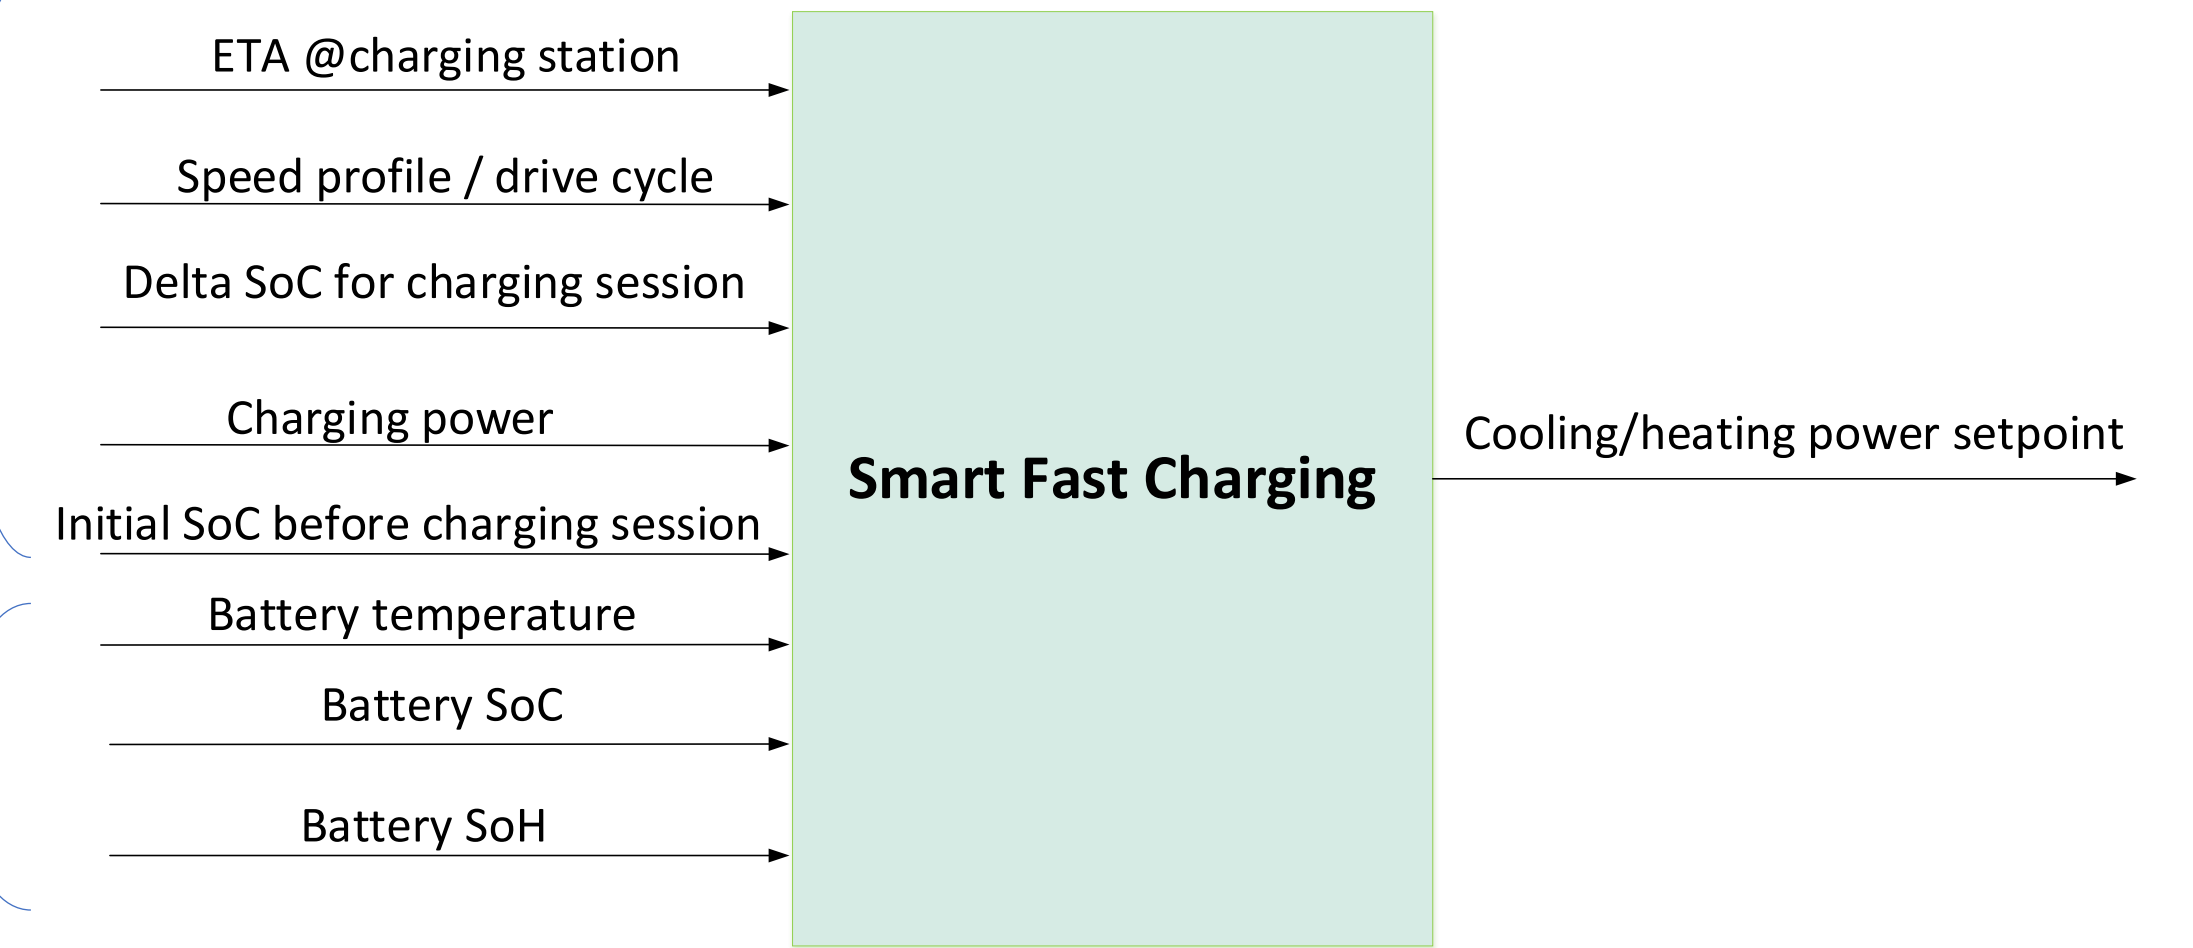 ETA @charging station
Speed profile / drive cycle
Delta SoC for charging session
Charging power
Initial SoC before charging session
Battery temperature
Battery SoC
Battery SoH
Smart Fast Charging
Cooling/heating power setpoint